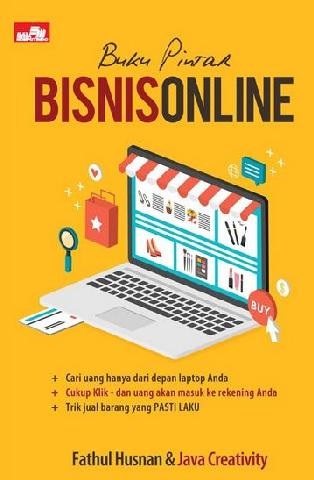 Buku Pintar
BISNISONLINE
BUY
+ Cari uang hanya dari depan laptop Anda
+ Cukup Klik - dan uang akan masuk ke rekening Anda
+ Trik jual barang yang PASTI LAKU
Fathul Husnan & Java Creativity